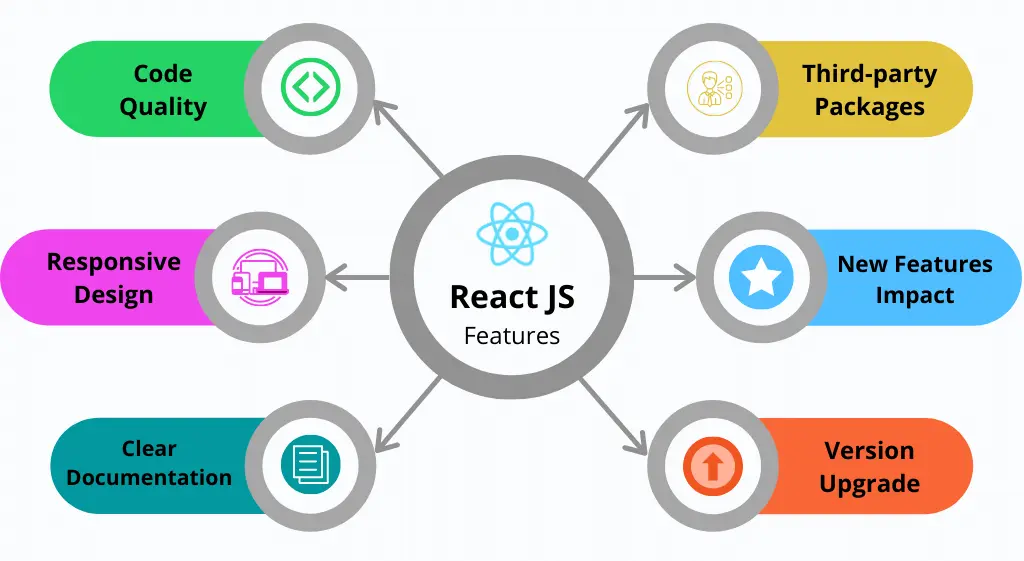 Code
Quality
Third-party
Packages
Responsive
Design
React JS
Features
New Features
Impact
Clear
Documentation
Version
Upgrade